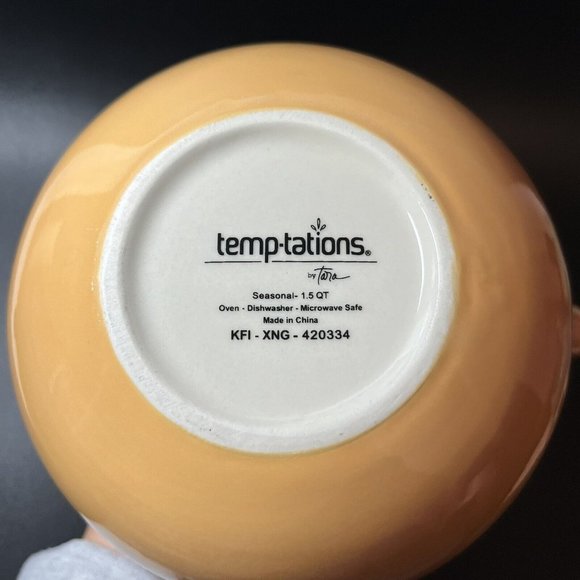 temp-tations®
by Tara
Seasonal- 1.5 QT
Oven - Dishwasher - Microwave Safe
Made in China
KFI - XNG - 420334